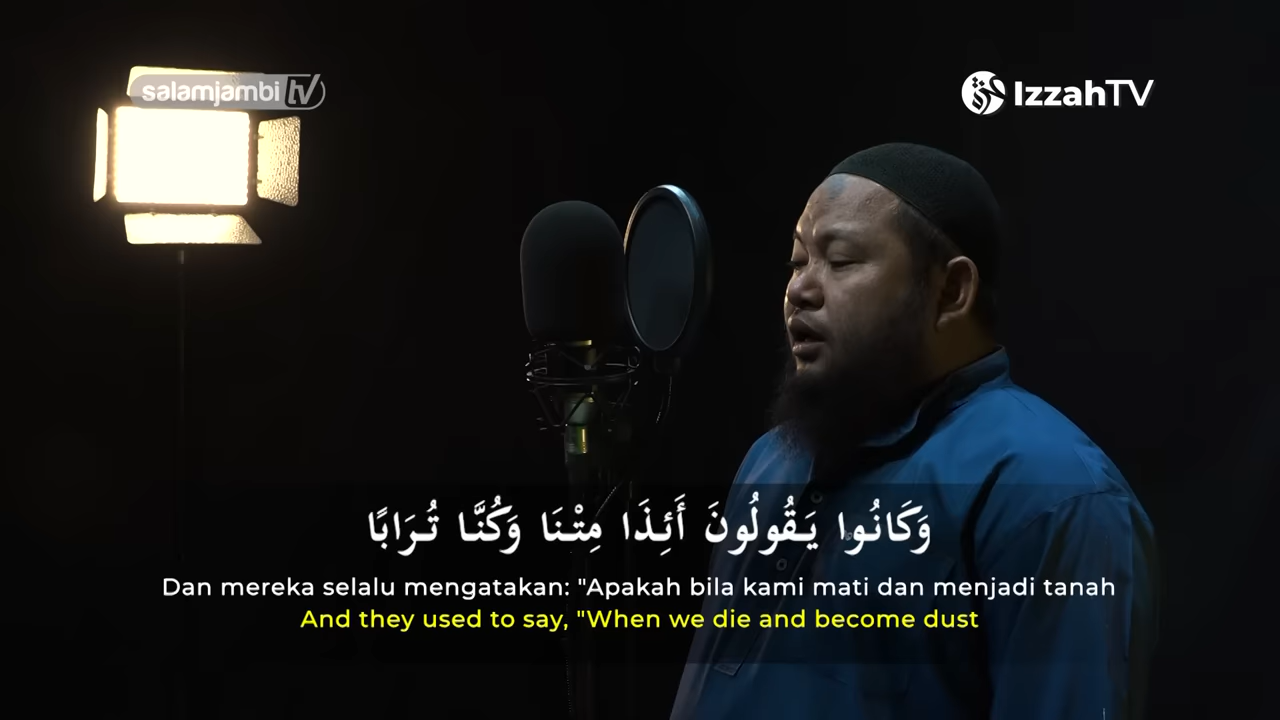 salamjambi tv
IzzahTV
وَكَانُوا يَقُولُونَ أَئِذَا مِتْنَا وَكُنَّا تُرَابًا
Dan mereka selalu mengatakan: "Apakah bila kami mati dan menjadi tanah
And they used to say, "When we die and become dust